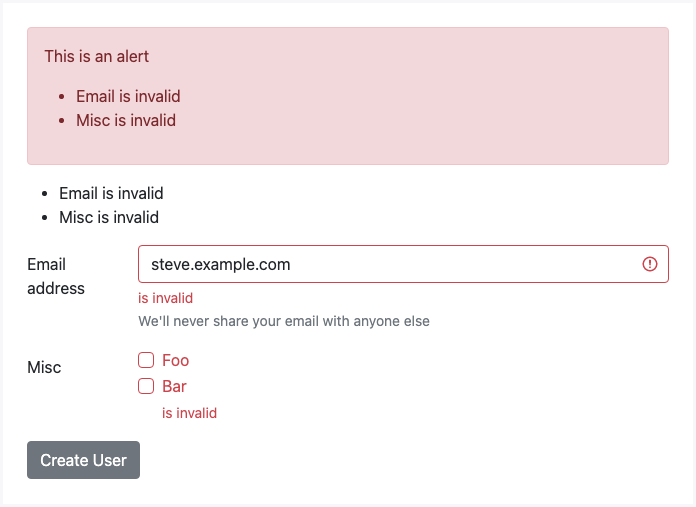 This is an alert
• Email is invalid
• Misc is invalid
• Email is invalid
• Misc is invalid
Email
address
steve.example.com
is invalid
We'll never share your email with anyone else
Misc
Foo
Bar
is invalid
Create User